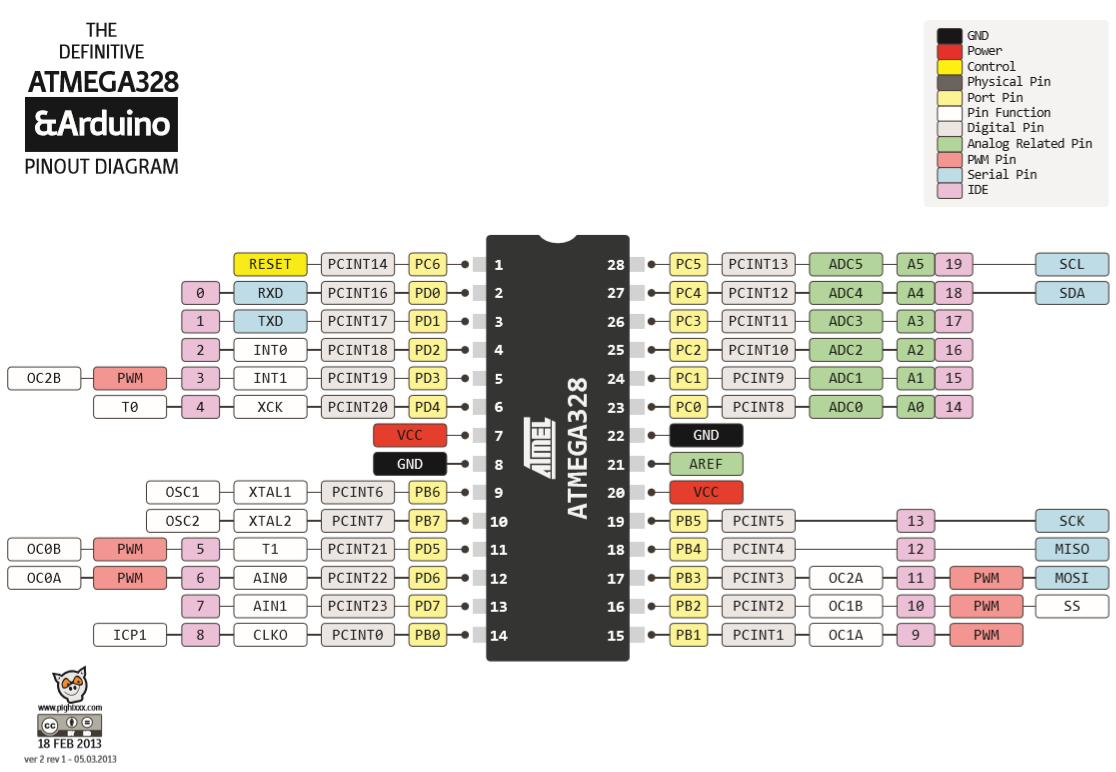 THE
DEFINITIVE
ATMEGA328
&Arduino
PINOUT DIAGRAM
GND
Power
Control
Physical Pin
Port Pin
Pin Function
Digital Pin
Analog Related Pin
PWM Pin
Serial Pin
IDE
RESET PCINT14 PC6 1 28 PC5 PCINT13 ADC5 A5 19 SCL
0 RXD PCINT16 PD0 2 27 PC4 PCINT12 ADC4 A4 18 SDA
1 TXD PCINT17 PD1 3 26 PC3 PCINT11 ADC3 A3 17
2 INT0 PCINT18 PD2 4 25 PC2 PCINT10 ADC2 A2 16
OC2B PWM 3 INT1 PCINT19 PD3 5 24 PC1 PCINT9 ADC1 A1 15
T0 4 XCK PCINT20 PD4 6 23 PC0 PCINT8 ADC0 A0 14
VCC 7 22 GND
GND 8 21 AREF
OSC1 XTAL1 PCINT6 PB6 9 20 VCC
OSC2 XTAL2 PCINT7 PB7 10 19 PB5 PCINT5 13 SCK
OC0B PWM 5 T1 PCINT21 PD5 11 18 PB4 PCINT4 12 MISO
OC0A PWM 6 AIN0 PCINT22 PD6 12 17 PB3 PCINT3 OC2A 11 PWM MOSI
7 AIN1 PCINT23 PD7 13 16 PB2 PCINT2 OC1B 10 PWM SS
ICP1 8 CLKO PCINT0 PB0 14 15 PB1 PCINT1 OC1A 9 PWM
ATMEL
ATMEGA328
www.pighixxx.com
cc
BY ND
18 FEB 2013
ver 2 rev 1 - 05.03.2013